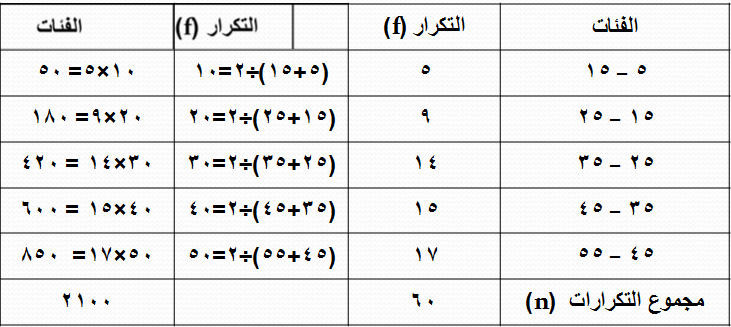 الفئات التكرار (f) التكرار (f) الفئات
٥ – ١٥ ٥ (٥+١٥)÷٢=١٠ ١٠×٥= ٥٠
١٥ – ٢٥ ٩ (١٥+٢٥)÷٢=٢٠ ٢٠×٩= ١٨٠
٢٥ – ٣٥ ١٤ (٢٥+٣٥)÷٢=٣٠ ٣٠×١٤ = ٤٢٠
٣٥ – ٤٥ ١٥ (٣٥+٤٥)÷٢=٤٠ ٤٠×١٥ = ٦٠٠
٤٥ – ٥٥ ١٧ (٤٥+٥٥)÷٢=٥٠ ٥٠×١٧= ٨٥٠
مجموع التكرارات (n) ٦٠ ٢١٠٠